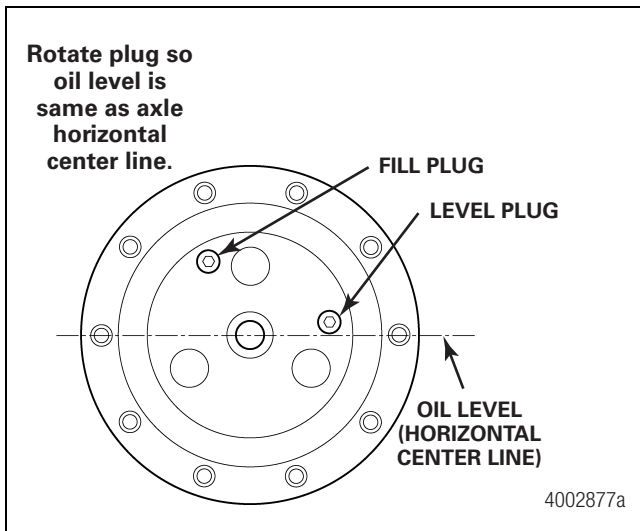 Rotate plug so
oil level is
same as axle
horizontal
center line.
FILL PLUG
LEVEL PLUG
OIL LEVEL
(HORIZONTAL
CENTER LINE)
4002877a